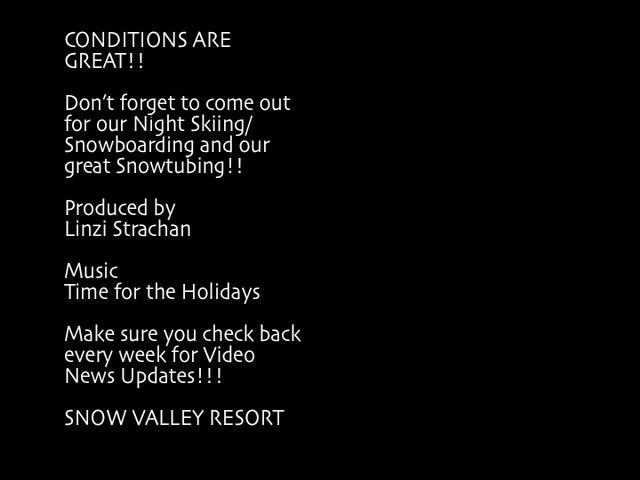 CONDITIONS ARE
GREAT!!
Don't forget to come out
for our Night Skiing/
Snowboarding and our
great Snowtubing!!
Produced by
Linzi Strachan
Music
Time for the Holidays
Make sure you check back
every week for Video
News Updates!!!
SNOW VALLEY RESORT